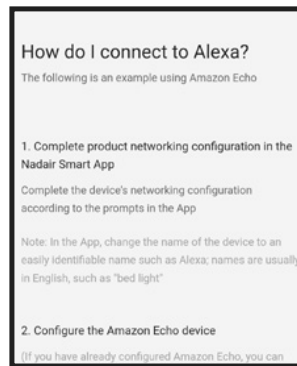 How do I connect to Alexa?
The following is an example using Amazon Echo
1. Complete product networking configuration in the
Nadair Smart App
Complete the device's networking configuration
according to the prompts in the App
Note: In the App, change the name of the device to an
easily identifiable name such as Alexa; names are usually
in English, such as "bed light"
2. Configure the Amazon Echo device
(If you have already configured Amazon Echo, you can